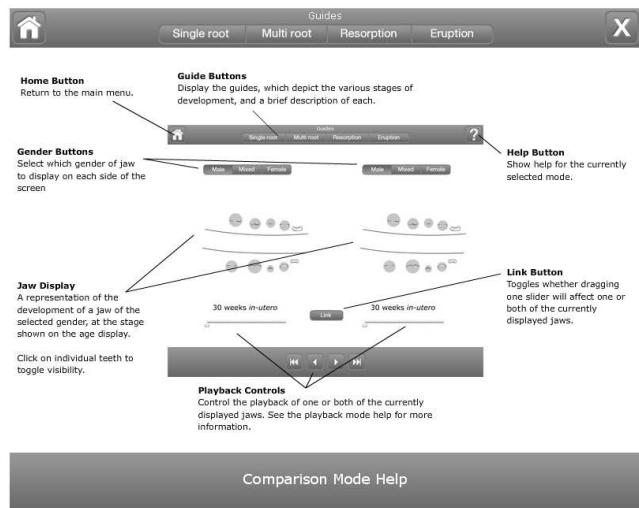 Guides
Single root Multi root Resorption Eruption
X
Home Button
Return to the main menu.
Guide Buttons
Display the guides, which depict the various stages of
development, and a brief description of each.
Guides
Single root Multi root Resorption Eruption
?
Gender Buttons
Select which gender of jaw
to display on each side of the
screen
Male Mixed Female
Male Mixed Female
Help Button
Show help for the currently
selected mode.
Jaw Display
A representation of the
development of a jaw of the
selected gender, at the stage
shown on the age display.
Click on individual teeth to
toggle visibility.
Link Button
Toggles whether dragging
one slider will affect one or
both of the currently
displayed jaws.
30 weeks in-utero
Link
30 weeks in-utero
Playback Controls
Control the playback of one or both of the currently
displayed jaws. See the playback mode help for more
information.
Comparison Mode Help